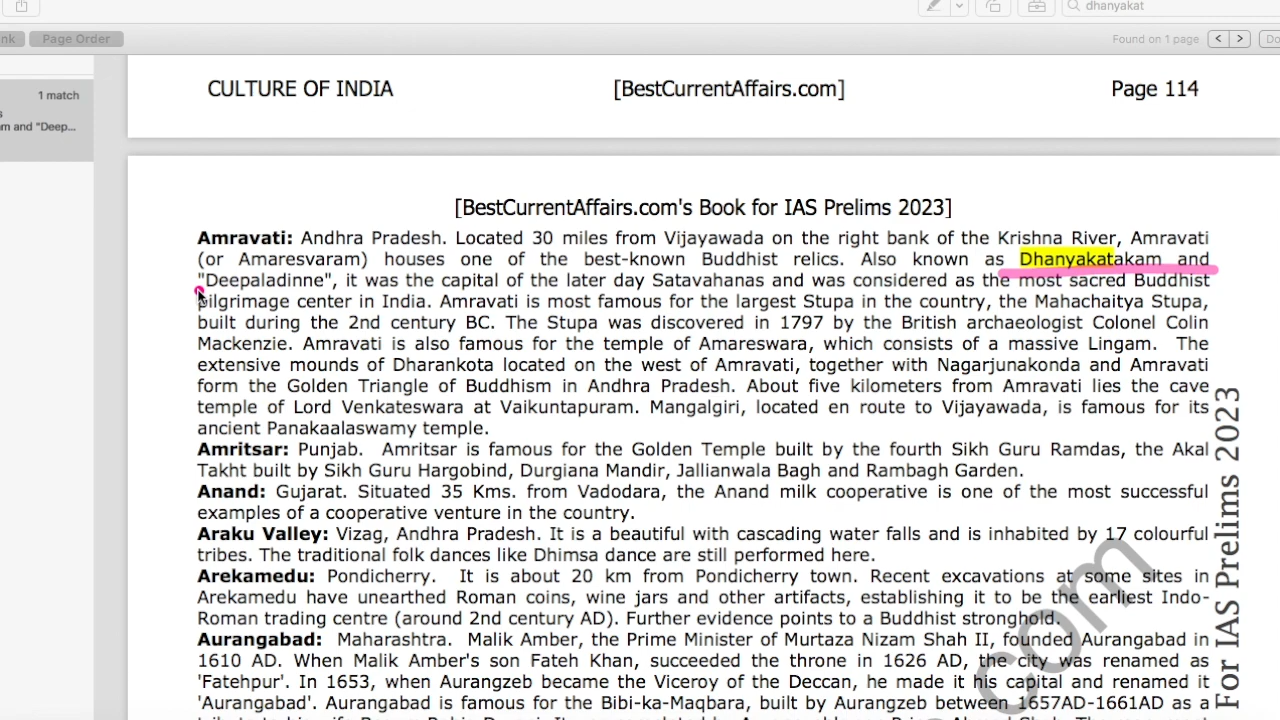 dhanyakat
nk
Page Order
Found on 1 page
< >
Do
1 match
s
m and "Deep...
CULTURE OF INDIA [BestCurrentAffairs.com] Page 114
[BestCurrentAffairs.com's Book for IAS Prelims 2023]
Amravati: Andhra Pradesh. Located 30 miles from Vijayawada on the right bank of the Krishna River, Amravati
(or Amaresvaram) houses one of the best-known Buddhist relics. Also known as Dhanyakatakam and
"Deepaladinne", it was the capital of the later day Satavahanas and was considered as the most sacred Buddhist
pilgrimage center in India. Amravati is most famous for the largest Stupa in the country, the Mahachaitya Stupa,
built during the 2nd century BC. The Stupa was discovered in 1797 by the British archaeologist Colonel Colin
Mackenzie. Amravati is also famous for the temple of Amareswara, which consists of a massive Lingam. The
extensive mounds of Dharankota located on the west of Amravati, together with Nagarjunakonda and Amravati
form the Golden Triangle of Buddhism in Andhra Pradesh. About five kilometers from Amravati lies the cave
temple of Lord Venkateswara at Vaikuntapuram. Mangalgiri, located en route to Vijayawada, is famous for its
ancient Panakaalaswamy temple.
Amritsar: Punjab. Amritsar is famous for the Golden Temple built by the fourth Sikh Guru Ramdas, the Akal
Takht built by Sikh Guru Hargobind, Durgiana Mandir, Jallianwala Bagh and Rambagh Garden.
Anand: Gujarat. Situated 35 Kms. from Vadodara, the Anand milk cooperative is one of the most successful
examples of a cooperative venture in the country.
Araku Valley: Vizag, Andhra Pradesh. It is a beautiful with cascading water falls and is inhabited by 17 colourful
tribes. The traditional folk dances like Dhimsa dance are still performed here.
Arekamedu: Pondicherry. It is about 20 km from Pondicherry town. Recent excavations at some sites in
Arekamedu have unearthed Roman coins, wine jars and other artifacts, establishing it to be the earliest Indo-
Roman trading centre (around 2nd century AD). Further evidence points to a Buddhist stronghold.
Aurangabad: Maharashtra. Malik Amber, the Prime Minister of Murtaza Nizam Shah II, founded Aurangabad in
1610 AD. When Malik Amber's son Fateh Khan, succeeded the throne in 1626 AD, the city was renamed as
'Fatehpur'. In 1653, when Aurangzeb became the Viceroy of the Deccan, he made it his capital and renamed it
'Aurangabad'. Aurangabad is famous for the Bibi-ka-Maqbara, built by Aurangzeb between 1657AD-1661AD as a
For IAS Prelims 2023
com